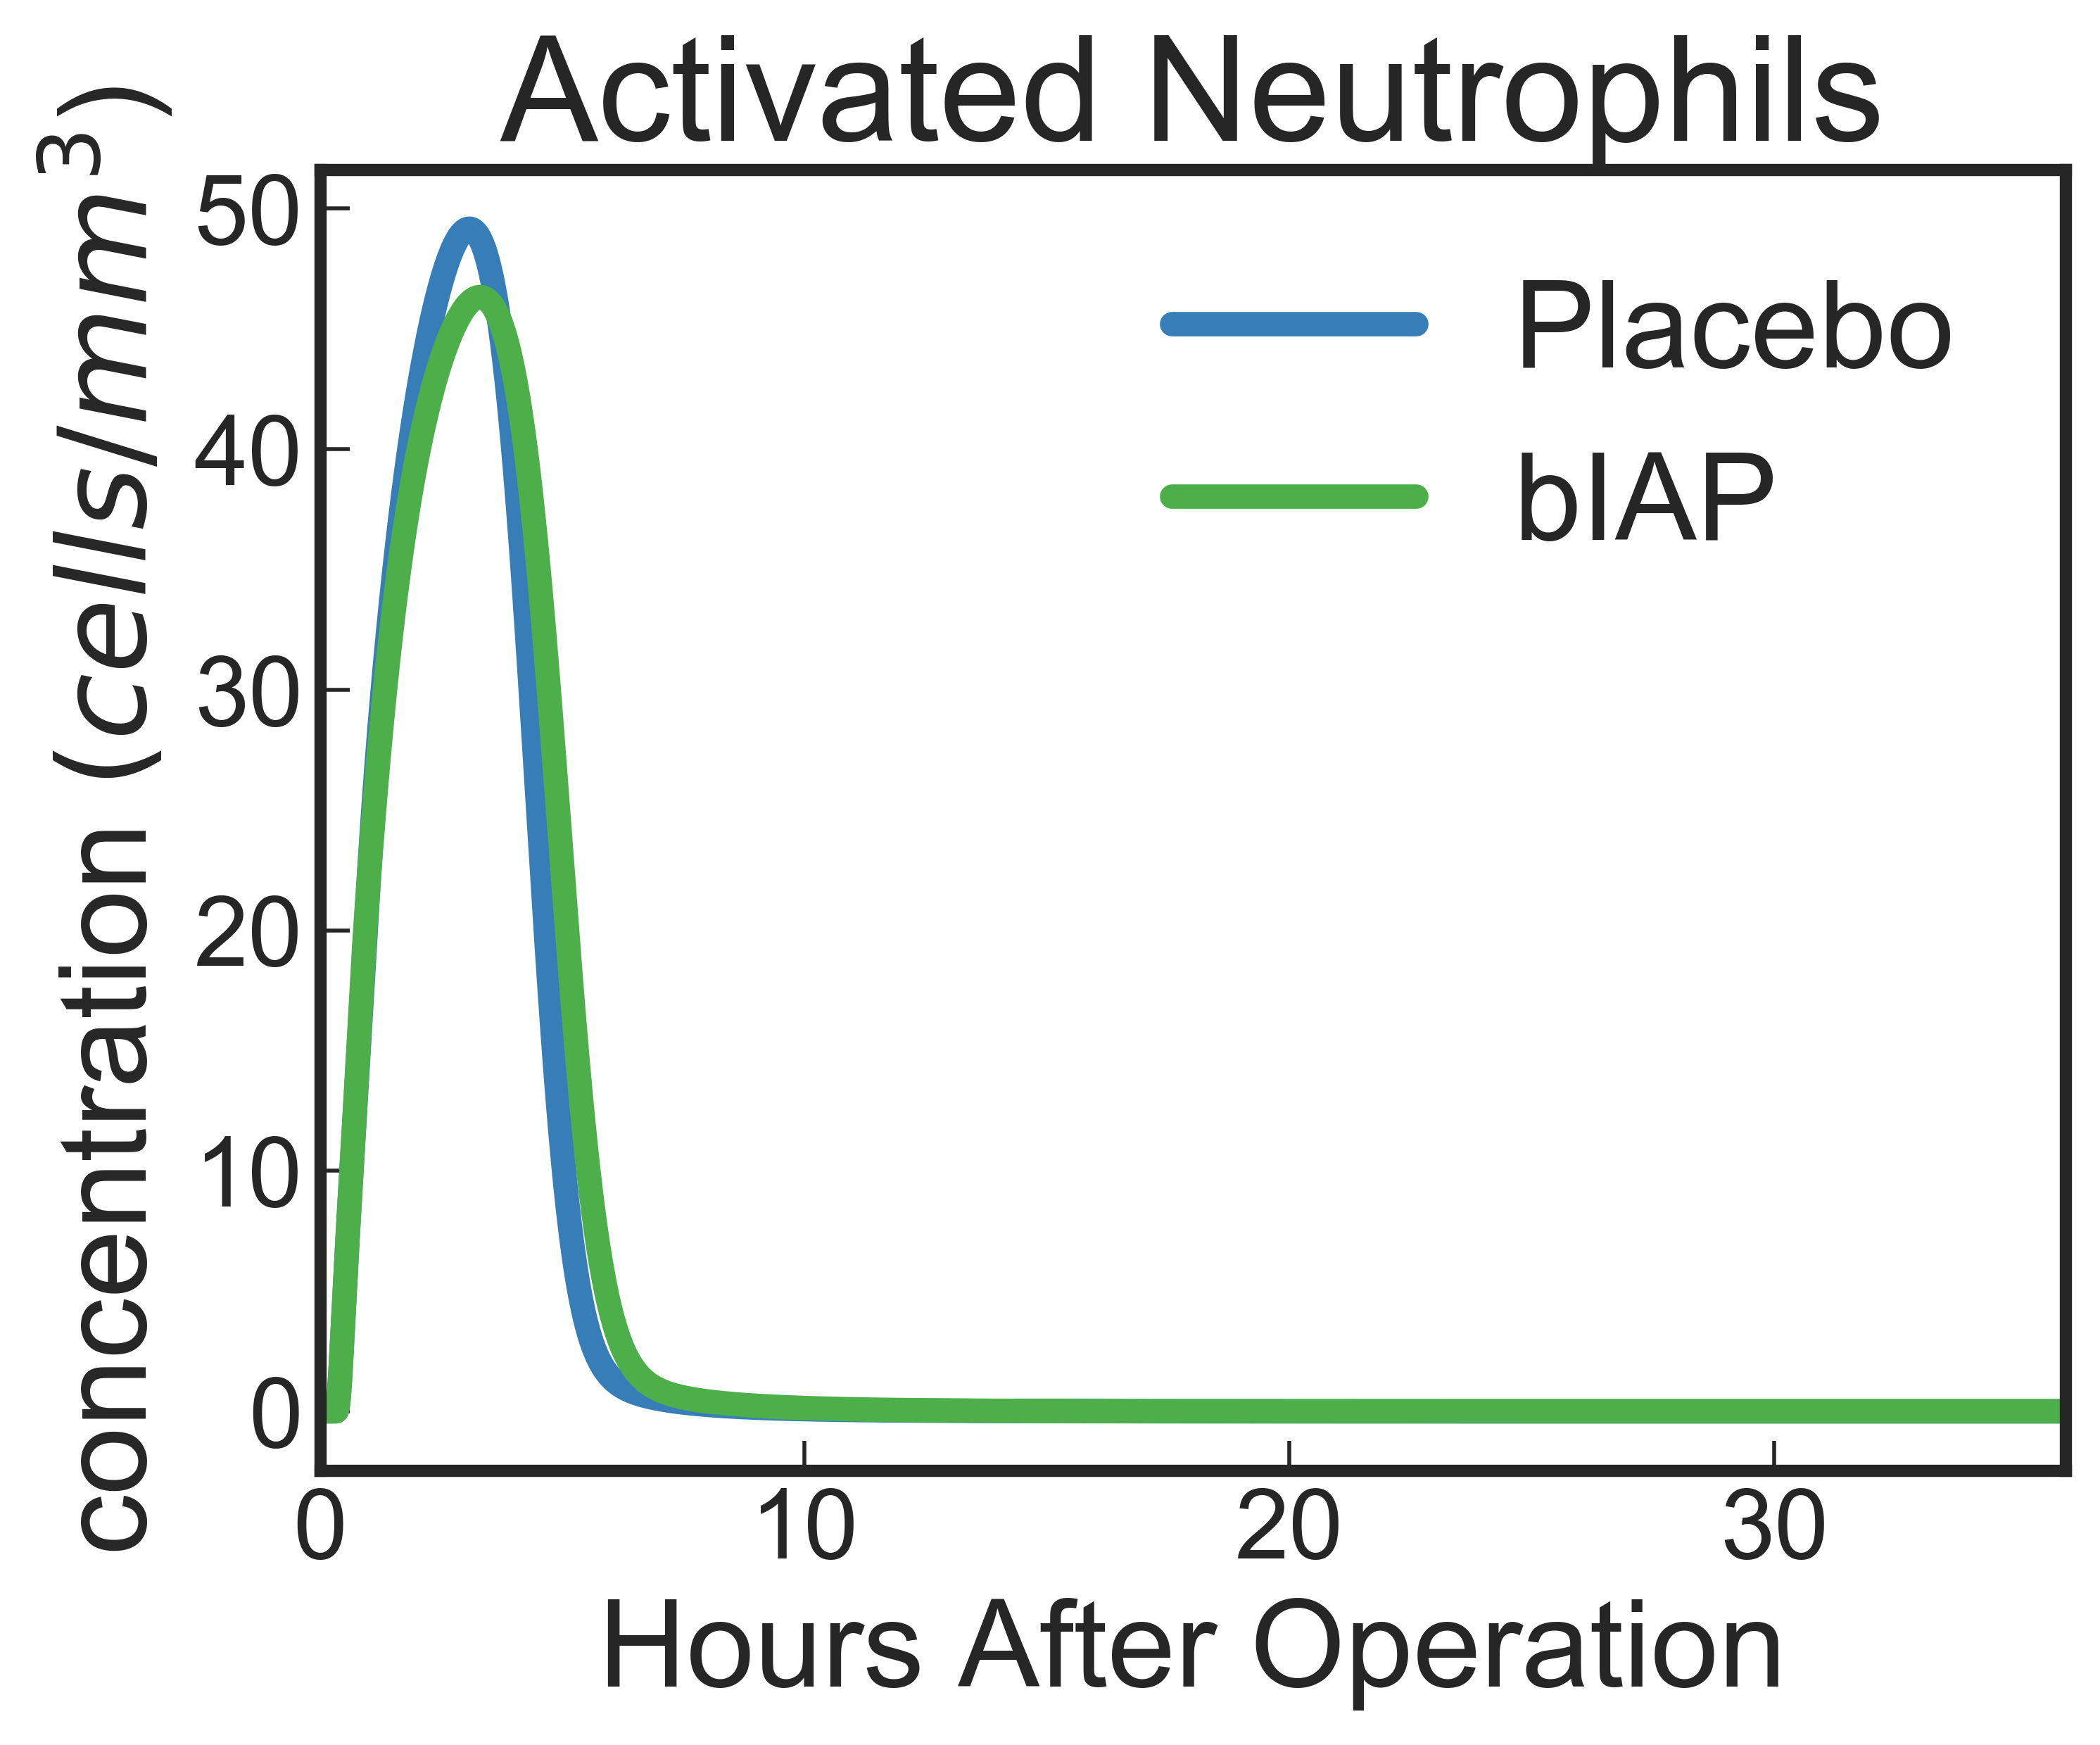 Activated Neutrophils
concentration (cells/mm³)
50
40
30
20
10
0
Placebo
bIAP
0 10 20 30
Hours After Operation